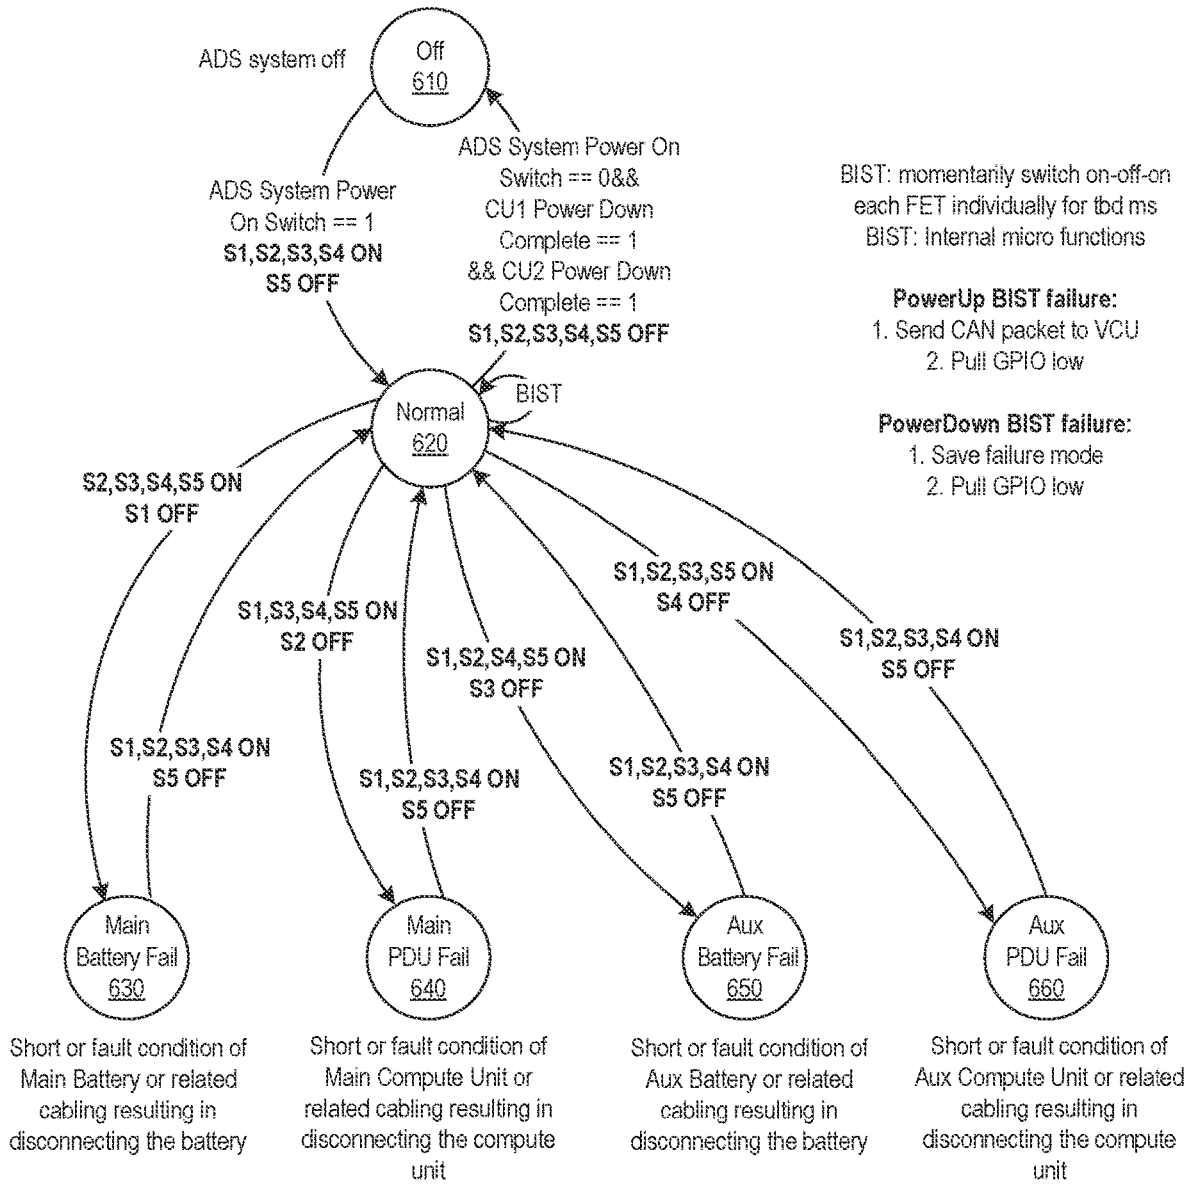 Off
610
ADS system off
ADS System Power
On Switch == 1
S1,S2,S3,S4 ON
S5 OFF
ADS System Power On
Switch == 0&&
CU1 Power Down
Complete == 1
&& CU2 Power Down
Complete == 1
S1,S2,S3,S4,S5 OFF
BIST: momentarily switch on-off-on
each FET individually for tbd ms
BIST: Internal micro functions
PowerUp BIST failure:
1. Send CAN packet to VCU
2. Pull GPIO low
PowerDown BIST failure:
1. Save failure mode
2. Pull GPIO low
Normal
620
BIST
S2,S3,S4,S5 ON
S1 OFF
S1,S3,S4,S5 ON
S2 OFF
S1,S2,S4,S5 ON
S3 OFF
S1,S2,S3,S5 ON
S4 OFF
S1,S2,S3,S4 ON
S5 OFF
S1,S2,S3,S4 ON
S5 OFF
S1,S2,S3,S4 ON
S5 OFF
S1,S2,S3,S4 ON
S5 OFF
Main
Battery Fail
630
Main
PDU Fail
640
Aux
Battery Fail
650
Aux
PDU Fail
660
Short or fault condition of
Main Battery or related
cabling resulting in
disconnecting the battery
Short or fault condition of
Main Compute Unit or
related cabling resulting in
disconnecting the compute
unit
Short or fault condition of
Aux Battery or related
cabling resulting in
disconnecting the battery
Short or fault condition of
Aux Compute Unit or related
cabling resulting in
disconnecting the compute
unit